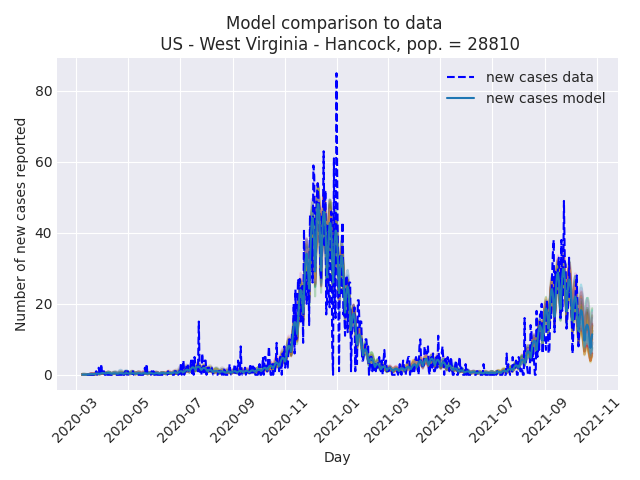 Model comparison to data
US - West Virginia - Hancock, pop. = 28810
new cases data
new cases model
Number of new cases reported
80
60
40
20
0
2020-03
2020-05
2020-07
2020-09
2020-11
2021-01
2021-03
2021-05
2021-07
2021-09
2021-11
Day